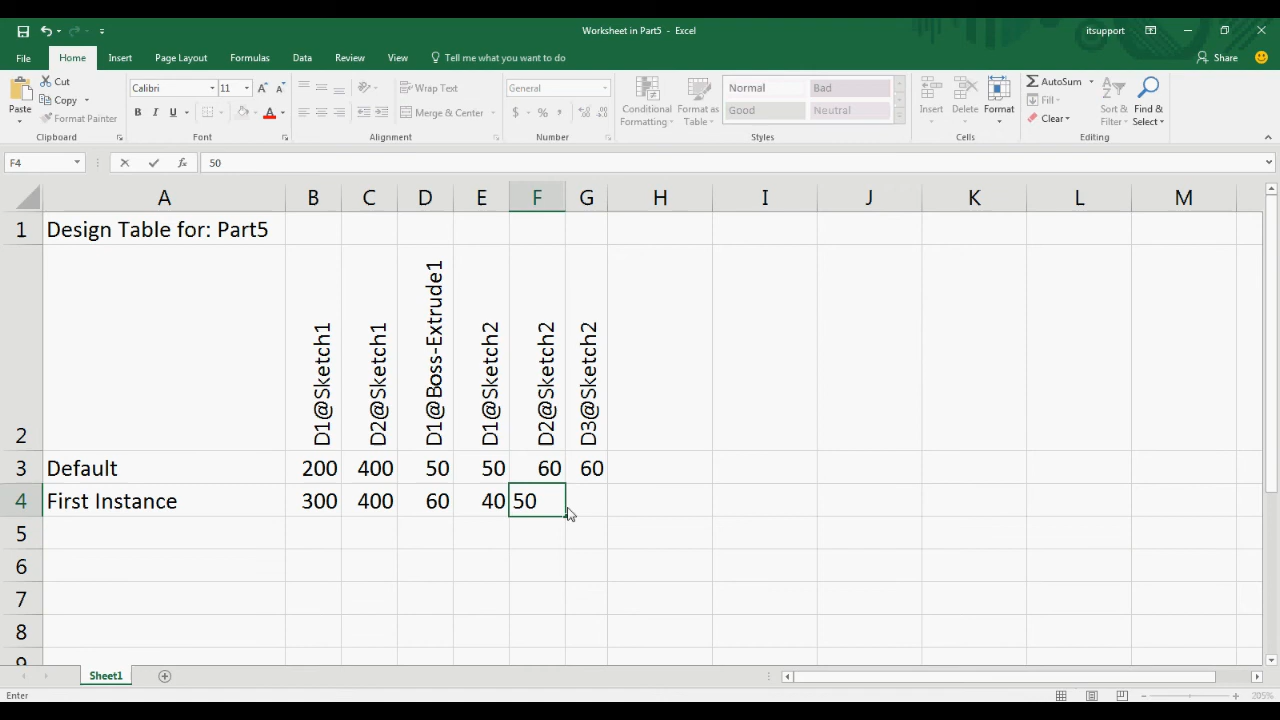 Worksheet in Part5 - Excel
itsupport
File Home Insert Page Layout Formulas Data Review View Tell me what you want to do Share
Paste
Cut
Copy
Format Painter
Clipboard
Calibri
B I U A
Font
Wrap Text
Merge & Center
Alignment
General
$ % ,
Number
Conditional Formatting
Format as Table
Normal Bad
Good Neutral
Styles
Insert Delete Format
Cells
AutoSum
Fill
Clear
Sort & Filter
Find & Select
Editing
F4 fx 50
A B C D E F G H I J K L M
1 Design Table for: Part5
2 D1@Sketch1 D2@Sketch1 D1@Boss-Extrude1 D1@Sketch2 D2@Sketch2 D3@Sketch2
3 Default 200 400 50 50 60 60
4 First Instance 300 400 60 40 50
5
6
7
8
9
Sheet1
Enter 205%